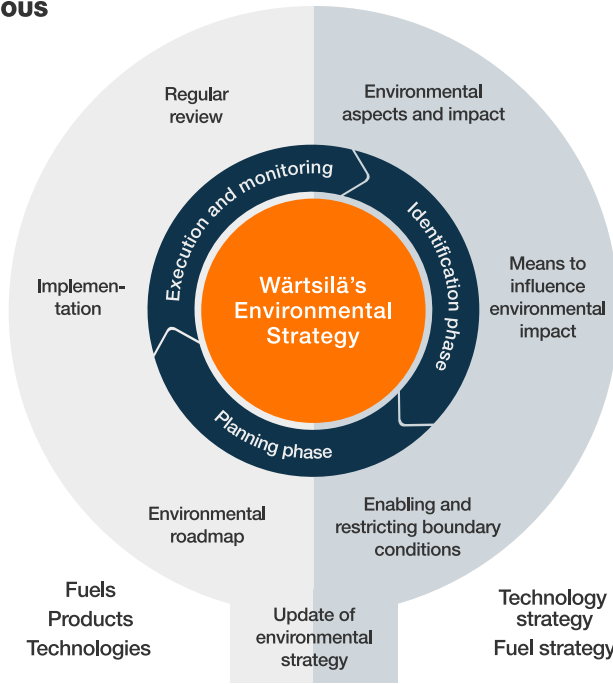 ous
Regular
review
Environmental
aspects and impact
Execution and monitoring
Identification phase
Wärtsilä's
Environmental
Strategy
Implemen-
tation
Means to
influence
environmental
impact
Planning phase
Environmental
roadmap
Enabling and
restricting boundary
conditions
Fuels
Products
Technologies
Update of
environmental
strategy
Technology
strategy
Fuel strategy